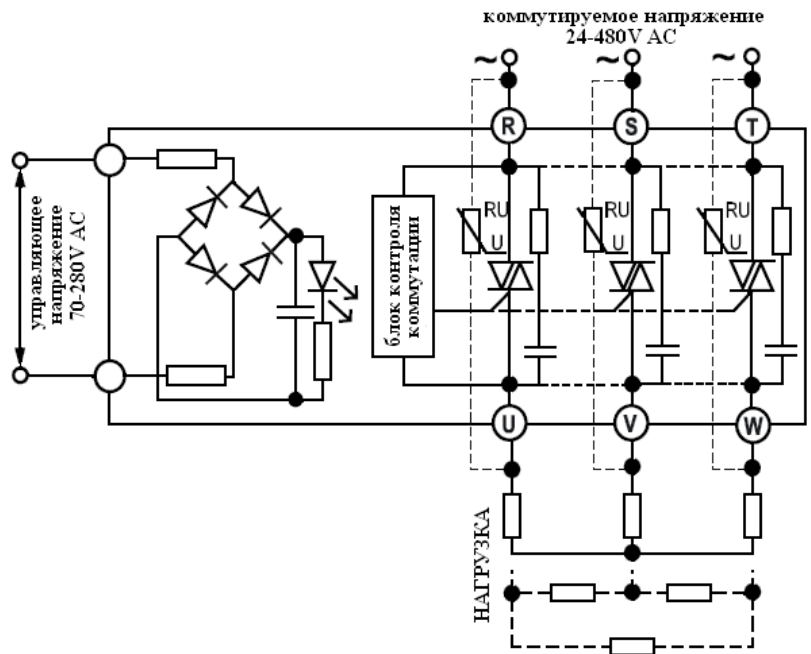 коммутируемое напряжение
24-480V AC
~ ~ ~
R S T
управляющее
напряжение
70-280V AC
блок контроля
коммутации
RU RU RU
U U U
U V W
НАГРУЗКА